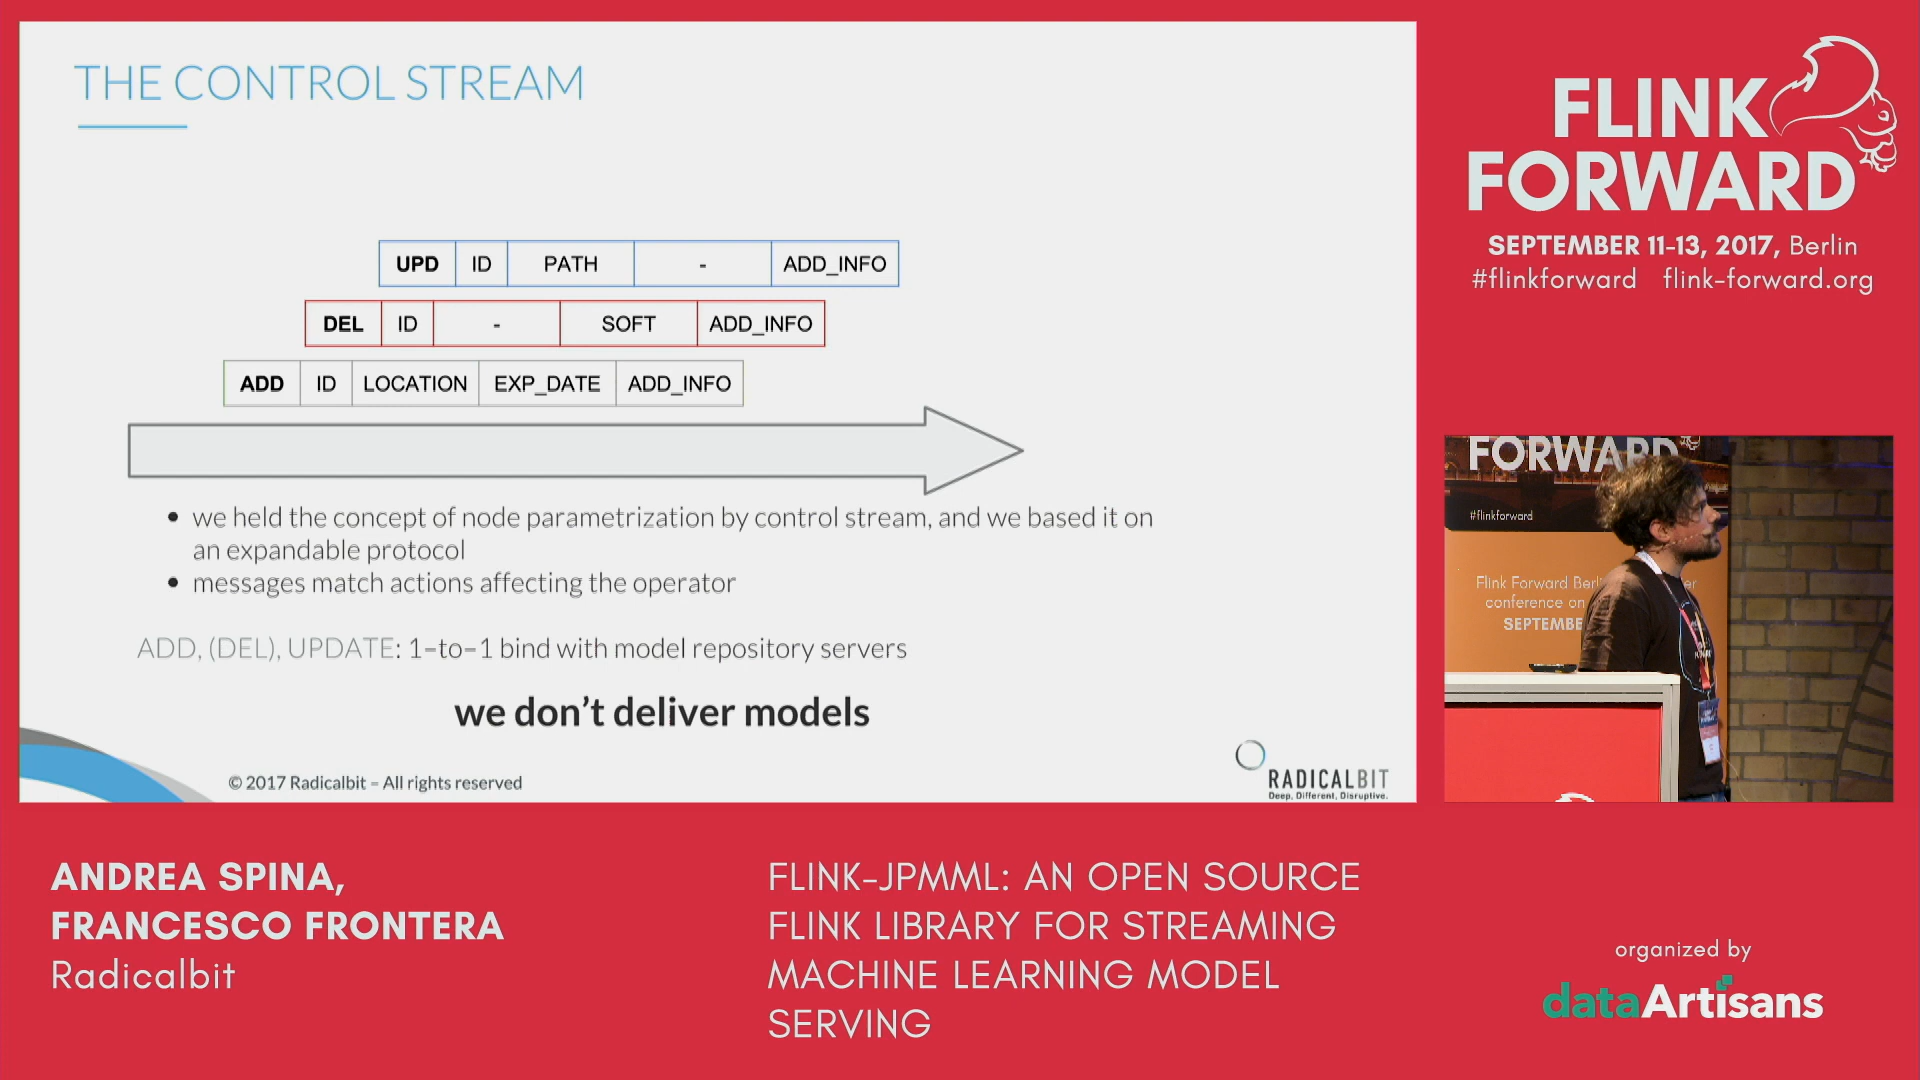 THE CONTROL STREAM
UPD ID PATH - ADD_INFO
DEL ID - SOFT ADD_INFO
ADD ID LOCATION EXP_DATE ADD_INFO
we held the concept of node parametrization by control stream, and we based it on
an expandable protocol
messages match actions affecting the operator
ADD, (DEL), UPDATE: 1-to-1 bind with model repository servers
we don't deliver models
© 2017 Radicalbit – All rights reserved
RADICALBIT
Deep. Different. Disruptive.
FLINK
FORWARD
SEPTEMBER 11-13, 2017, Berlin
#flinkforward flink-forward.org
FORWARD
#flinkforward
Flink Forward
conference on
ANDREA SPINA,
FRANCESCO FRONTERA
Radicalbit
FLINK-JPMML: AN OPEN SOURCE
FLINK LIBRARY FOR STREAMING
MACHINE LEARNING MODEL
SERVING
organized by
dataArtisans